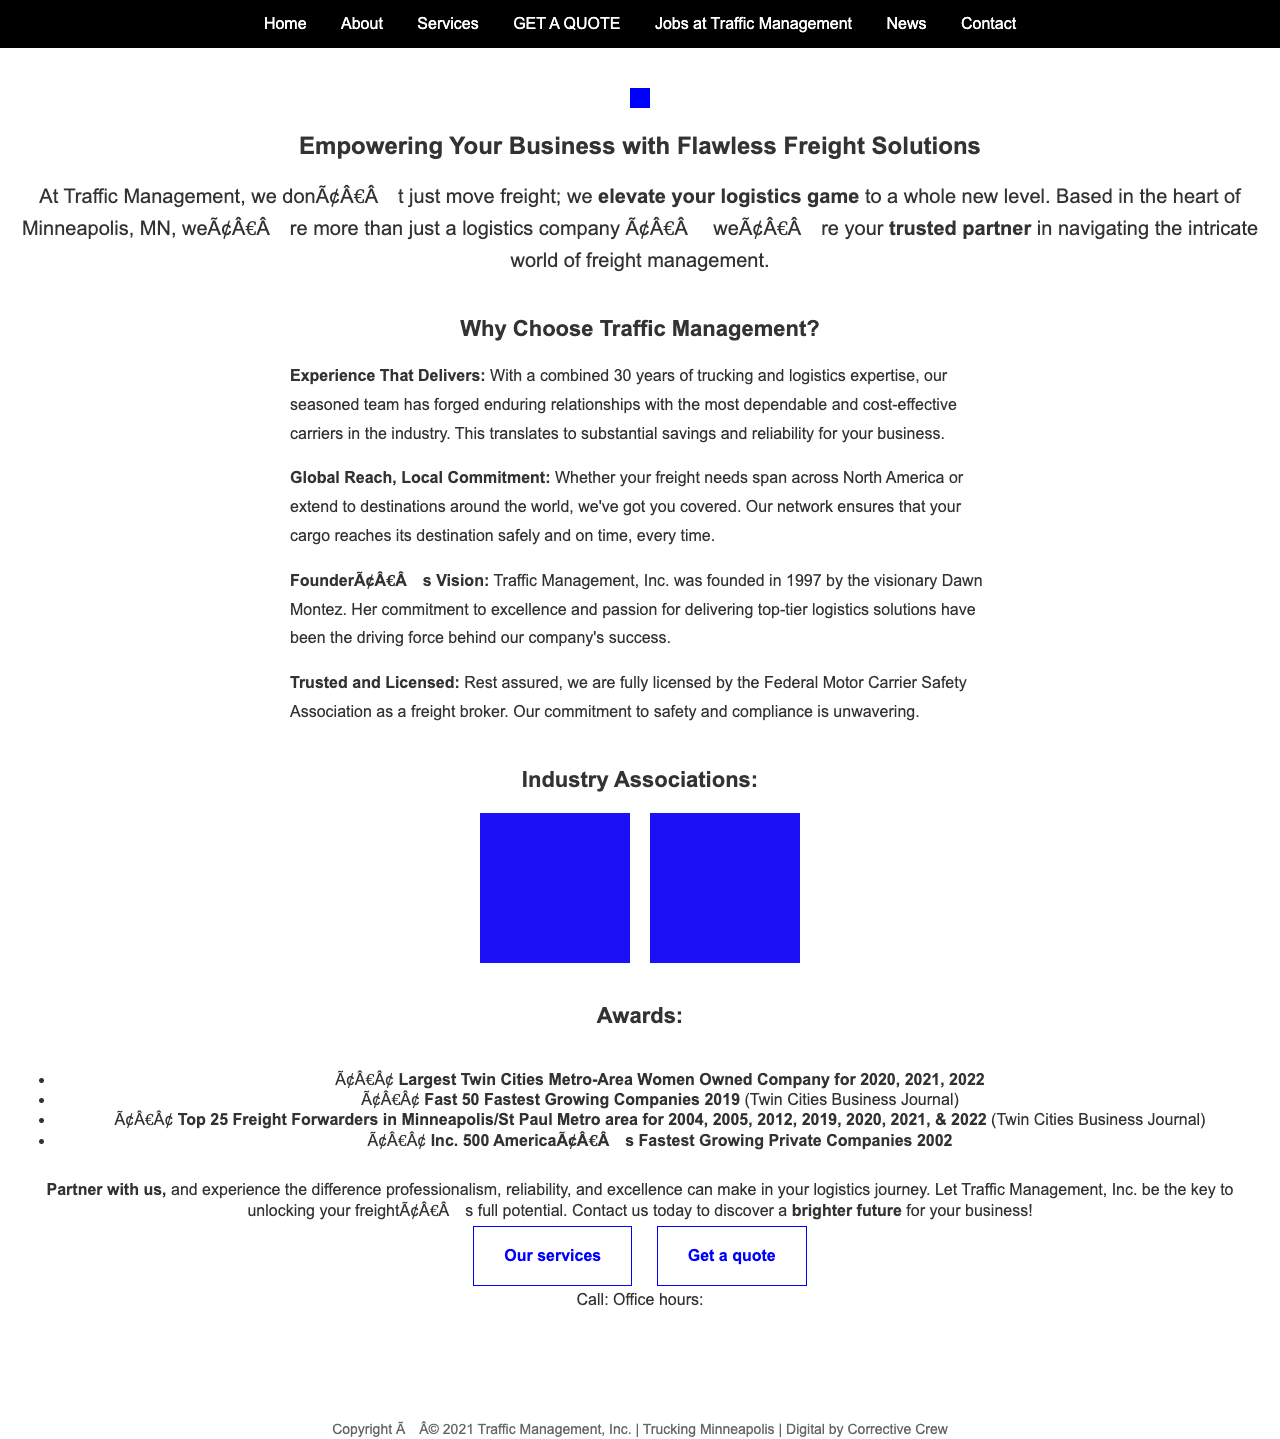 Home About Services GET A QUOTE Jobs at Traffic Management News Contact
Empowering Your Business with Flawless Freight Solutions
At Traffic Management, we donÃ¢Â€Â t just move freight; we elevate your logistics game to a whole new level. Based in the heart of
Minneapolis, MN, weÃ¢Â€Â re more than just a logistics company Ã¢Â€Â weÃ¢Â€Â re your trusted partner in navigating the intricate
world of freight management.
Why Choose Traffic Management?
Experience That Delivers: With a combined 30 years of trucking and logistics expertise, our
seasoned team has forged enduring relationships with the most dependable and cost-effective
carriers in the industry. This translates to substantial savings and reliability for your business.
Global Reach, Local Commitment: Whether your freight needs span across North America or
extend to destinations around the world, we've got you covered. Our network ensures that your
cargo reaches its destination safely and on time, every time.
FounderÃ¢Â€Â s Vision: Traffic Management, Inc. was founded in 1997 by the visionary Dawn
Montez. Her commitment to excellence and passion for delivering top-tier logistics solutions have
been the driving force behind our company's success.
Trusted and Licensed: Rest assured, we are fully licensed by the Federal Motor Carrier Safety
Association as a freight broker. Our commitment to safety and compliance is unwavering.
Industry Associations:
Awards:
• Ã¢Â€Â¢ Largest Twin Cities Metro-Area Women Owned Company for 2020, 2021, 2022
• Ã¢Â€Â¢ Fast 50 Fastest Growing Companies 2019 (Twin Cities Business Journal)
• Ã¢Â€Â¢ Top 25 Freight Forwarders in Minneapolis/St Paul Metro area for 2004, 2005, 2012, 2019, 2020, 2021, & 2022 (Twin Cities Business Journal)
• Ã¢Â€Â¢ Inc. 500 AmericaÃ¢Â€Â s Fastest Growing Private Companies 2002
Partner with us, and experience the difference professionalism, reliability, and excellence can make in your logistics journey. Let Traffic Management, Inc. be the key to
unlocking your freightÃ¢Â€Â s full potential. Contact us today to discover a brighter future for your business!
Our services Get a quote
Call: Office hours:
Copyright Ã Â© 2021 Traffic Management, Inc. | Trucking Minneapolis | Digital by Corrective Crew